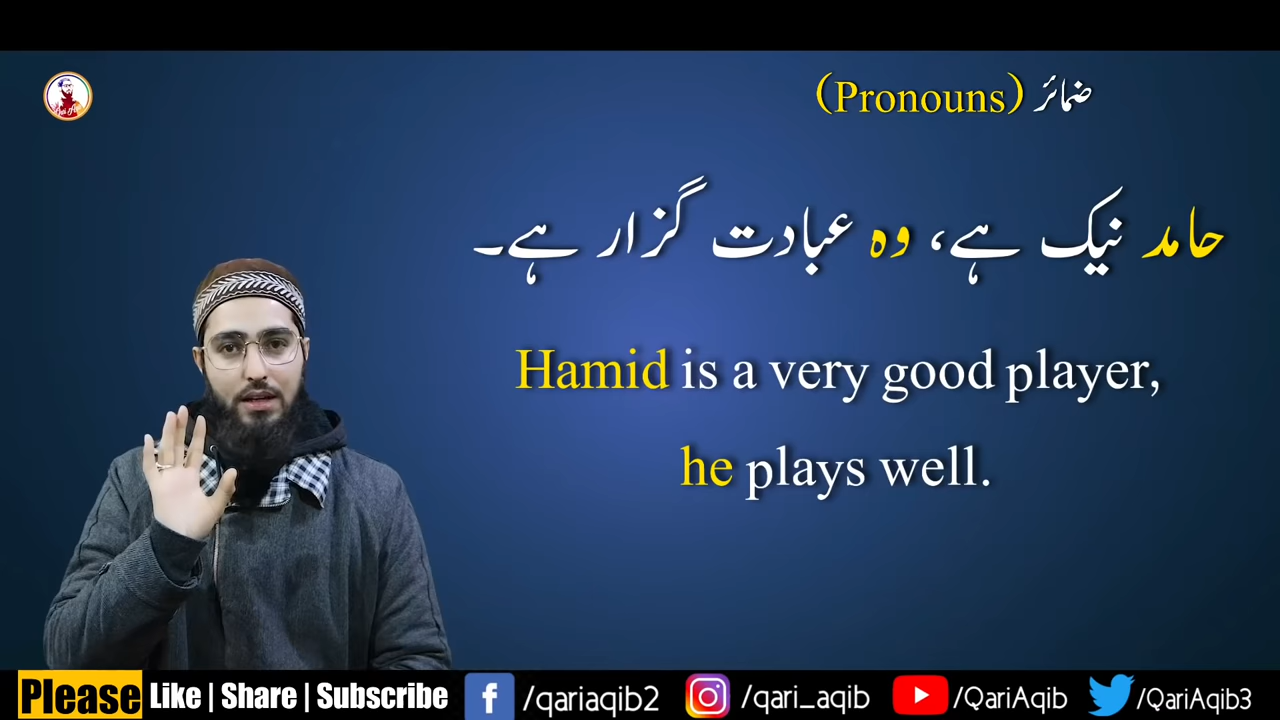 ضمائر (Pronouns)
حامد نیک ہے، وہ عبادت گزار ہے۔
Hamid is a very good player,
he plays well.
Please Like | Share | Subscribe /qariaqib2 /qari_aqib /QariAqib /QariAqib3